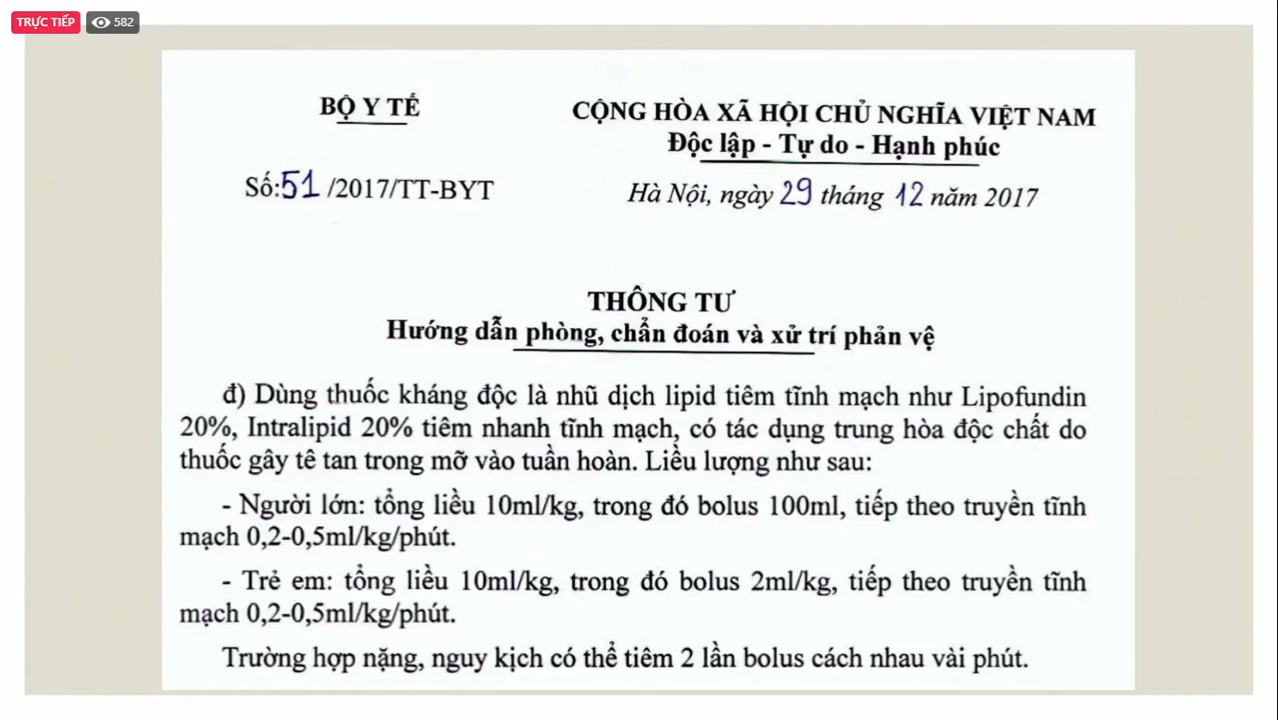 TRỰC TIẾP
582
BỘ Y TẾ
CỘNG HÒA XÃ HỘI CHỦ NGHĨA VIỆT NAM
Độc lập - Tự do - Hạnh phúc
Số:51 /2017/TT-BYT
Hà Nội, ngày 29 tháng 12 năm 2017
THÔNG TƯ
Hướng dẫn phòng, chẩn đoán và xử trí phản vệ
đ) Dùng thuốc kháng độc là nhũ dịch lipid tiêm tĩnh mạch như Lipofundin
20%, Intralipid 20% tiêm nhanh tĩnh mạch, có tác dụng trung hòa độc chất do
thuốc gây tê tan trong mỡ vào tuần hoàn. Liều lượng như sau:
- Người lớn: tổng liều 10ml/kg, trong đó bolus 100ml, tiếp theo truyền tĩnh
mạch 0,2-0,5ml/kg/phút.
- Trẻ em: tổng liều 10ml/kg, trong đó bolus 2ml/kg, tiếp theo truyền tĩnh
mạch 0,2-0,5ml/kg/phút.
Trường hợp nặng, nguy kịch có thể tiêm 2 lần bolus cách nhau vài phút.